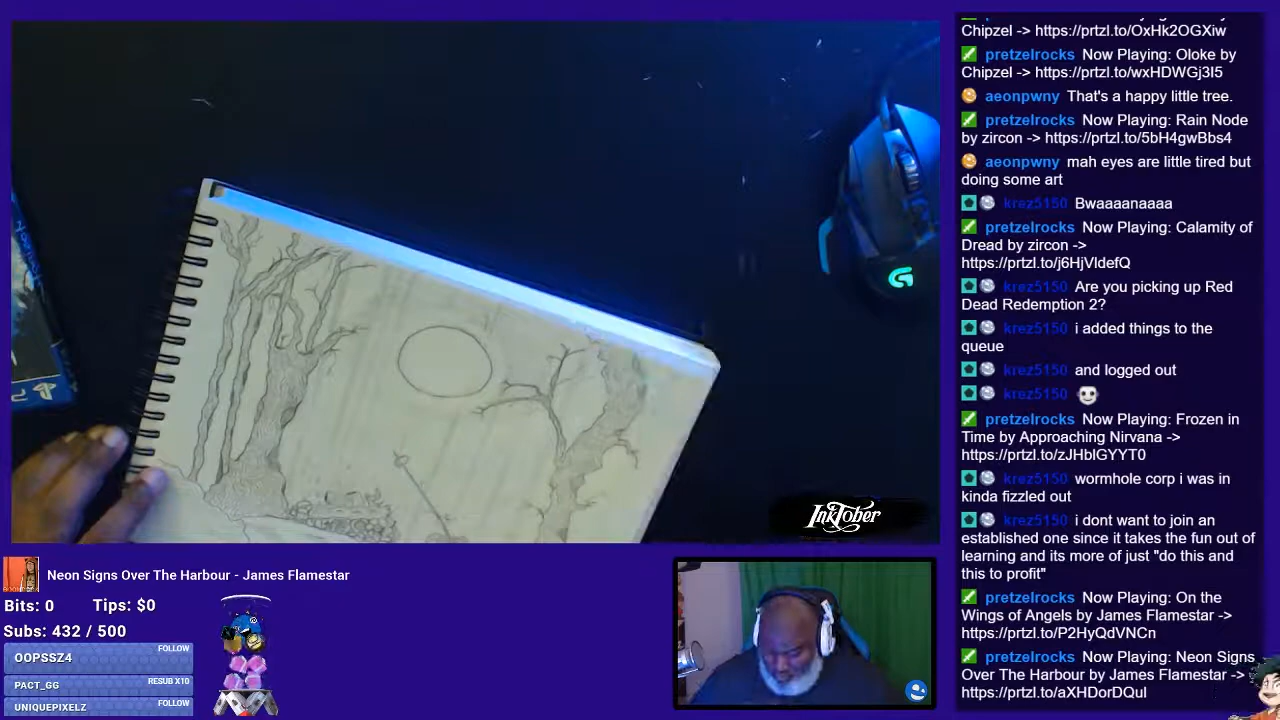 Chipzel -> https://prtzl.to/OxHk2OGXiw
pretzelrocks Now Playing: Oloke by
Chipzel -> https://prtzl.to/wxHDWGj3I5
aeonpwny That's a happy little tree.
pretzelrocks Now Playing: Rain Node
by zircon -> https://prtzl.to/5bH4gwBbs4
aeonpwny mah eyes are little tired but
doing some art
krez5150 Bwaaaanaaaa
pretzelrocks Now Playing: Calamity of
Dread by zircon ->
https://prtzl.to/j6HjVldefQ
krez5150 Are you picking up Red
Dead Redemption 2?
krez5150 i added things to the
queue
krez5150 and logged out
krez5150
pretzelrocks Now Playing: Frozen in
Time by Approaching Nirvana ->
https://prtzl.to/zJHbIGYYT0
krez5150 wormhole corp i was in
kinda fizzled out
krez5150 i dont want to join an
established one since it takes the fun out of
learning and its more of just "do this and
this to profit"
pretzelrocks Now Playing: On the
Wings of Angels by James Flamestar ->
https://prtzl.to/P2HyQdVNCn
pretzelrocks Now Playing: Neon Signs
Over The Harbour by James Flamestar ->
https://prtzl.to/aXHDorDQuI
InkTober
Neon Signs Over The Harbour - James Flamestar
Bits: 0 Tips: $0
Subs: 432 / 500
OOPSSZ4 FOLLOW
PACT_GG RESUB X10
UNIQUEPIXELZ FOLLOW